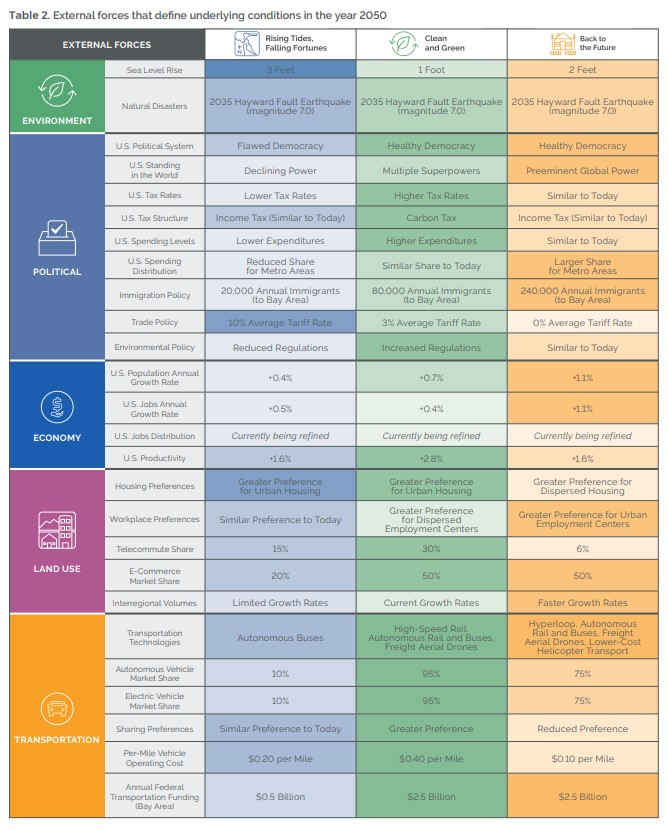 Table 2. External forces that define underlying conditions in the year 2050
EXTERNAL FORCES
Rising Tides,
Falling Fortunes
Clean
and Green
Back to
the Future
ENVIRONMENT
Sea Level Rise
3 Feet
1 Foot
2 Feet
Natural Disasters
2035 Hayward Fault Earthquake
(magnitude 7.0)
2035 Hayward Fault Earthquake
(magnitude 7.0)
2035 Hayward Fault Earthquake
(magnitude 7.0)
POLITICAL
U.S. Political System
Flawed Democracy
Healthy Democracy
Healthy Democracy
U.S. Standing
in the World
Declining Power
Multiple Superpowers
Preeminent Global Power
U.S. Tax Rates
Lower Tax Rates
Higher Tax Rates
Similar to Today
U.S. Tax Structure
Income Tax (Similar to Today)
Carbon Tax
Income Tax (Similar to Today)
U.S. Spending Levels
Lower Expenditures
Higher Expenditures
Similar to Today
U.S. Spending
Distribution
Reduced Share
for Metro Areas
Similar Share to Today
Larger Share
for Metro Areas
Immigration Policy
20,000 Annual Immigrants
(to Bay Area)
80,000 Annual Immigrants
(to Bay Area)
240,000 Annual Immigrants
(to Bay Area)
Trade Policy
10% Average Tariff Rate
3% Average Tariff Rate
0% Average Tariff Rate
Environmental Policy
Reduced Regulations
Increased Regulations
Similar to Today
ECONOMY
U.S. Population Annual
Growth Rate
+0.4%
+0.7%
+1.1%
U.S. Jobs Annual
Growth Rate
+0.5%
+0.4%
+1.1%
U.S. Jobs Distribution
Currently being refined
Currently being refined
Currently being refined
U.S. Productivity
+1.6%
+2.8%
+1.6%
LAND USE
Housing Preferences
Greater Preference
for Urban Housing
Greater Preference
for Urban Housing
Greater Preference for
Dispersed Housing
Workplace Preferences
Similar Preference to Today
Greater Preference
for Dispersed
Employment Centers
Greater Preference for Urban
Employment Centers
Telecommute Share
15%
30%
6%
E-Commerce
Market Share
20%
50%
50%
Interregional Volumes
Limited Growth Rates
Current Growth Rates
Faster Growth Rates
TRANSPORTATION
Transportation
Technologies
Autonomous Buses
High-Speed Rail,
Autonomous Rail and Buses,
Freight Aerial Drones
Hyperloop, Autonomous
Rail and Buses, Freight
Aerial Drones, Lower-Cost
Helicopter Transport
Autonomous Vehicle
Market Share
10%
95%
75%
Electric Vehicle
Market Share
10%
95%
75%
Sharing Preferences
Similar Preference to Today
Greater Preference
Reduced Preference
Per-Mile Vehicle
Operating Cost
$0.20 per Mile
$0.40 per Mile
$0.10 per Mile
Annual Federal
Transportation Funding
(Bay Area)
$0.5 Billion
$2.5 Billion
$2.5 Billion